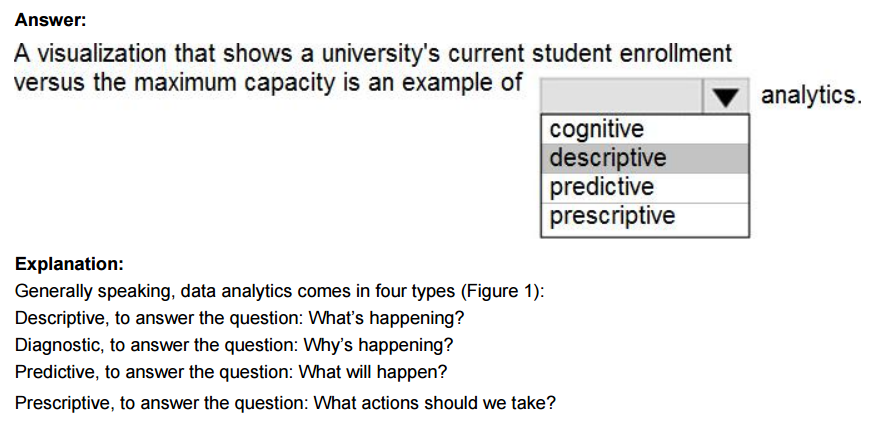 Answer:
A visualization that shows a university's current student enrollment
versus the maximum capacity is an example of
analytics.
cognitive
descriptive
predictive
prescriptive
Explanation:
Generally speaking, data analytics comes in four types (Figure 1):
Descriptive, to answer the question: What’s happening?
Diagnostic, to answer the question: Why’s happening?
Predictive, to answer the question: What will happen?
Prescriptive, to answer the question: What actions should we take?